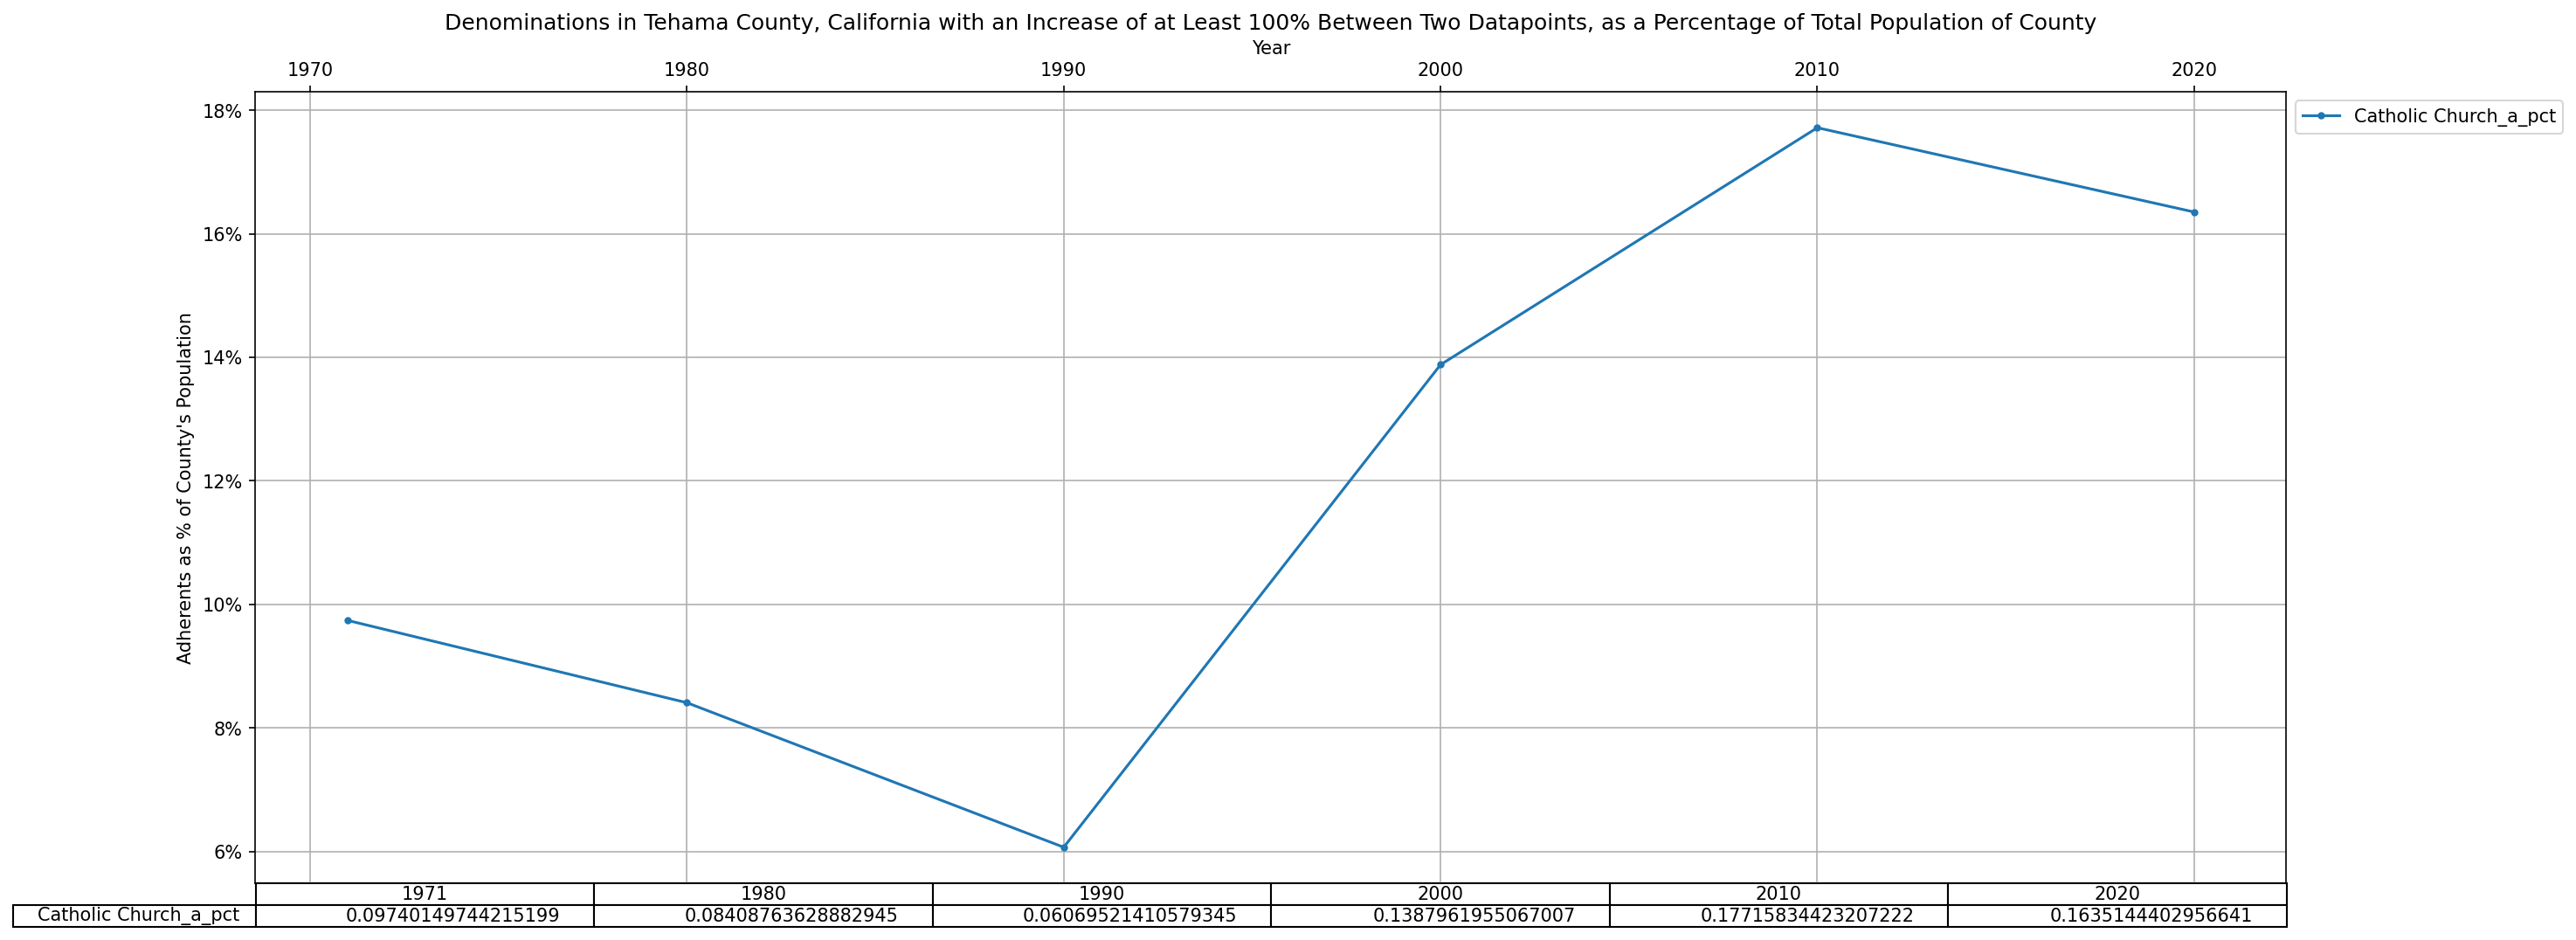 Denominations in Tehama County, California with an Increase of at Least 100% Between Two Datapoints, as a Percentage of Total Population of County
Year
1970 1980 1990 2000 2010 2020
Catholic Church_a_pct
18%
16%
14%
12%
10%
8%
6%
Adherents as % of County's Population
1971 1980 1990 2000 2010 2020
Catholic Church_a_pct 0.09740149744215199 0.08408763628882945 0.06069521410579345 0.1387961955067007 0.17715834423207222 0.1635144402956641